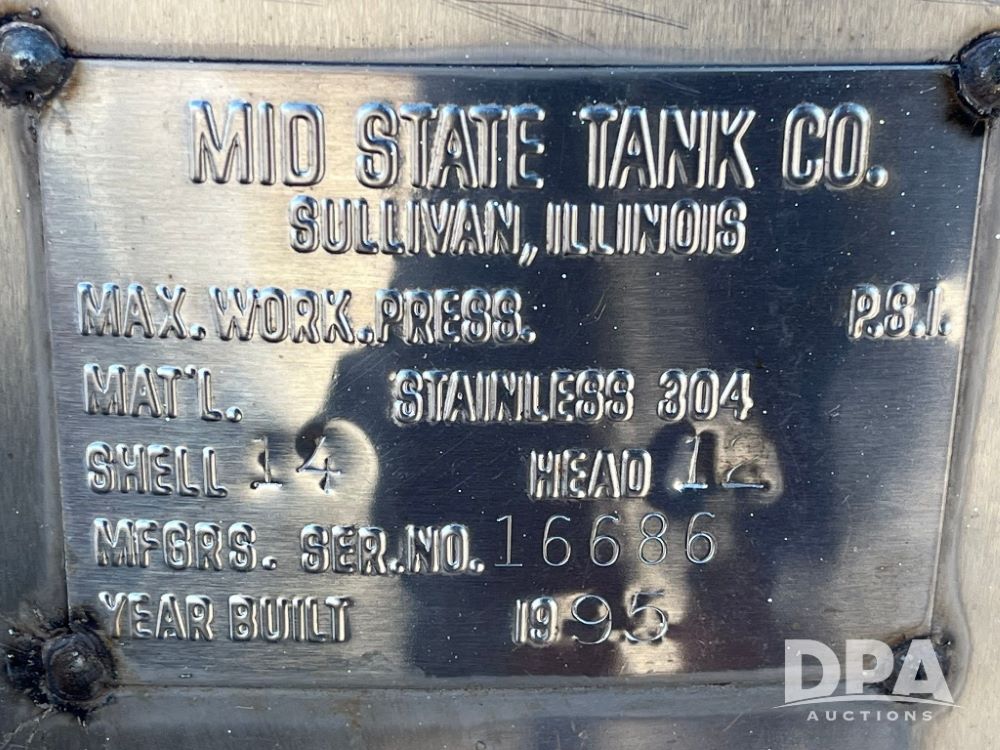 MID STATE TANK CO.
SULLIVAN, ILLINOIS
MAX. WORK. PRESS. P.S.I.
MAT'L. STAINLESS 304
SHELL 14 HEAD 12
MFGRS. SER. NO. 16686
YEAR BUILT 1995
DPA
AUCTIONS